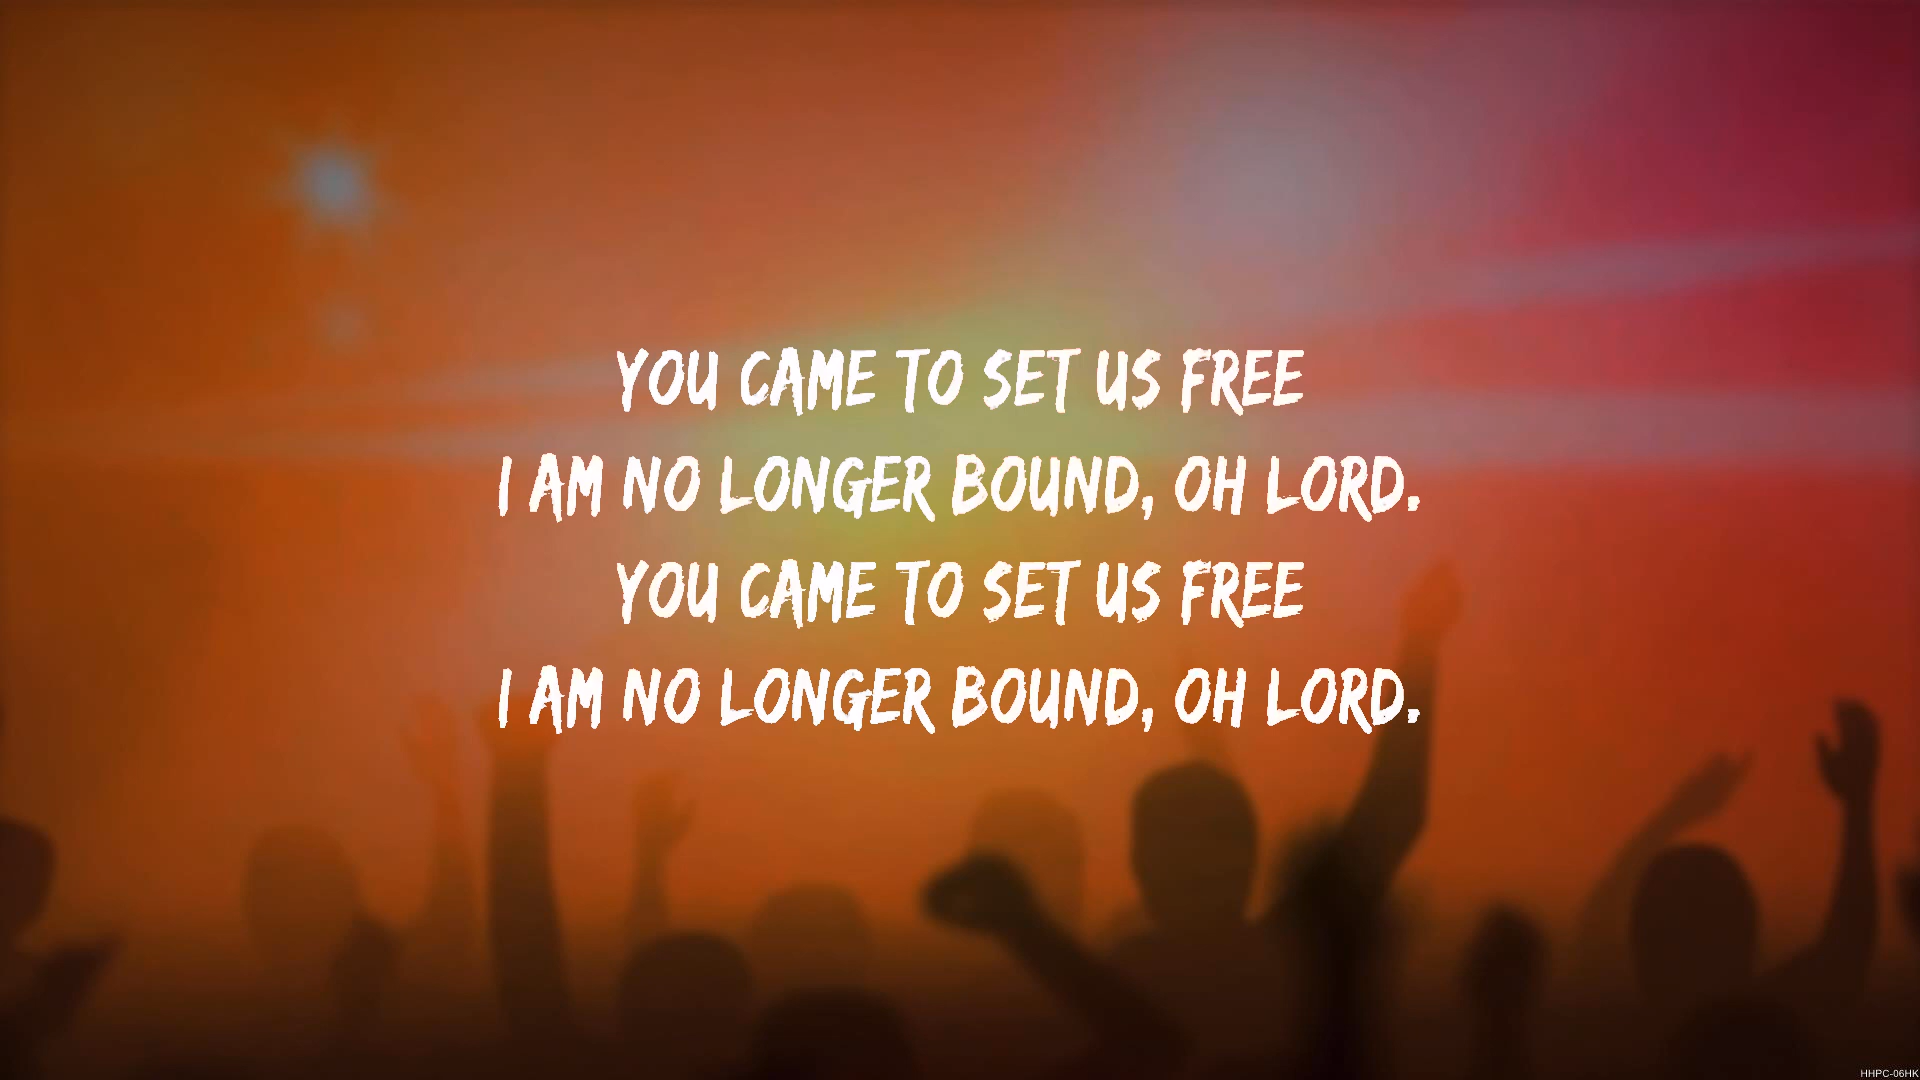 YOU CAME TO SET US FREE
I AM NO LONGER BOUND, OH LORD.
YOU CAME TO SET US FREE
I AM NO LONGER BOUND, OH LORD.
HHPC-06HK